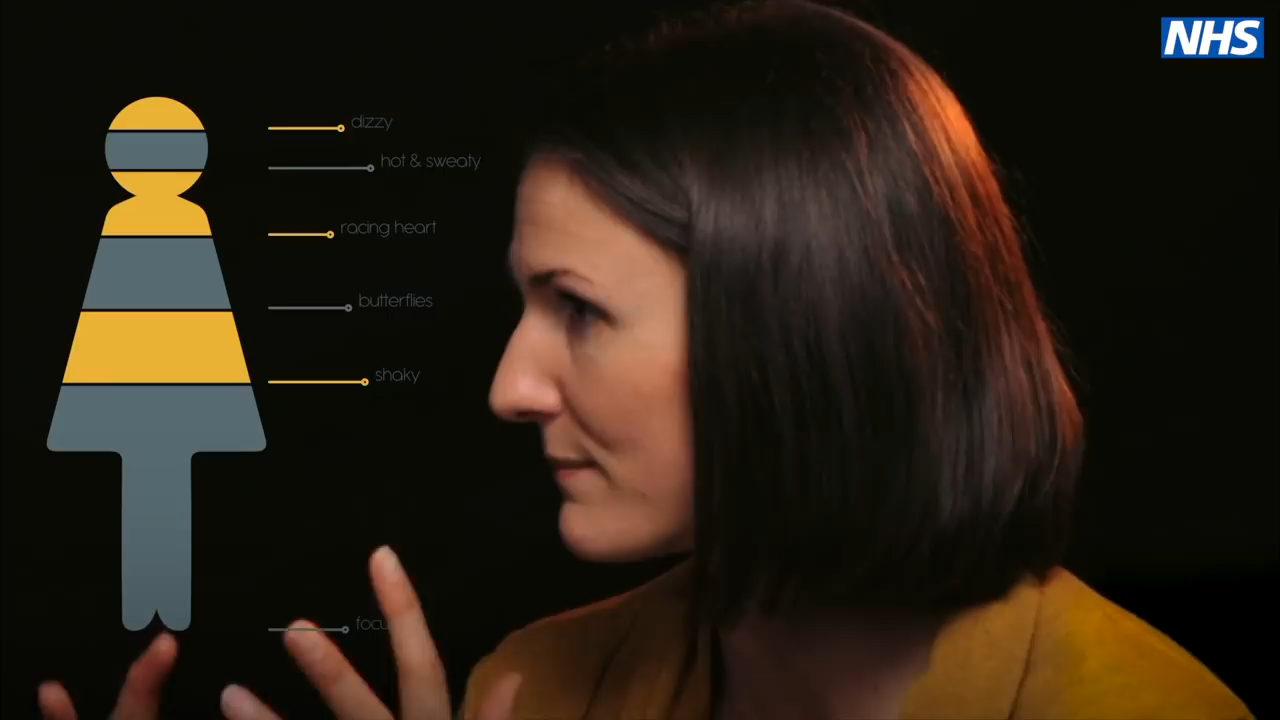 NHS
dizzy
hot & sweaty
racing heart
butterflies
shaky